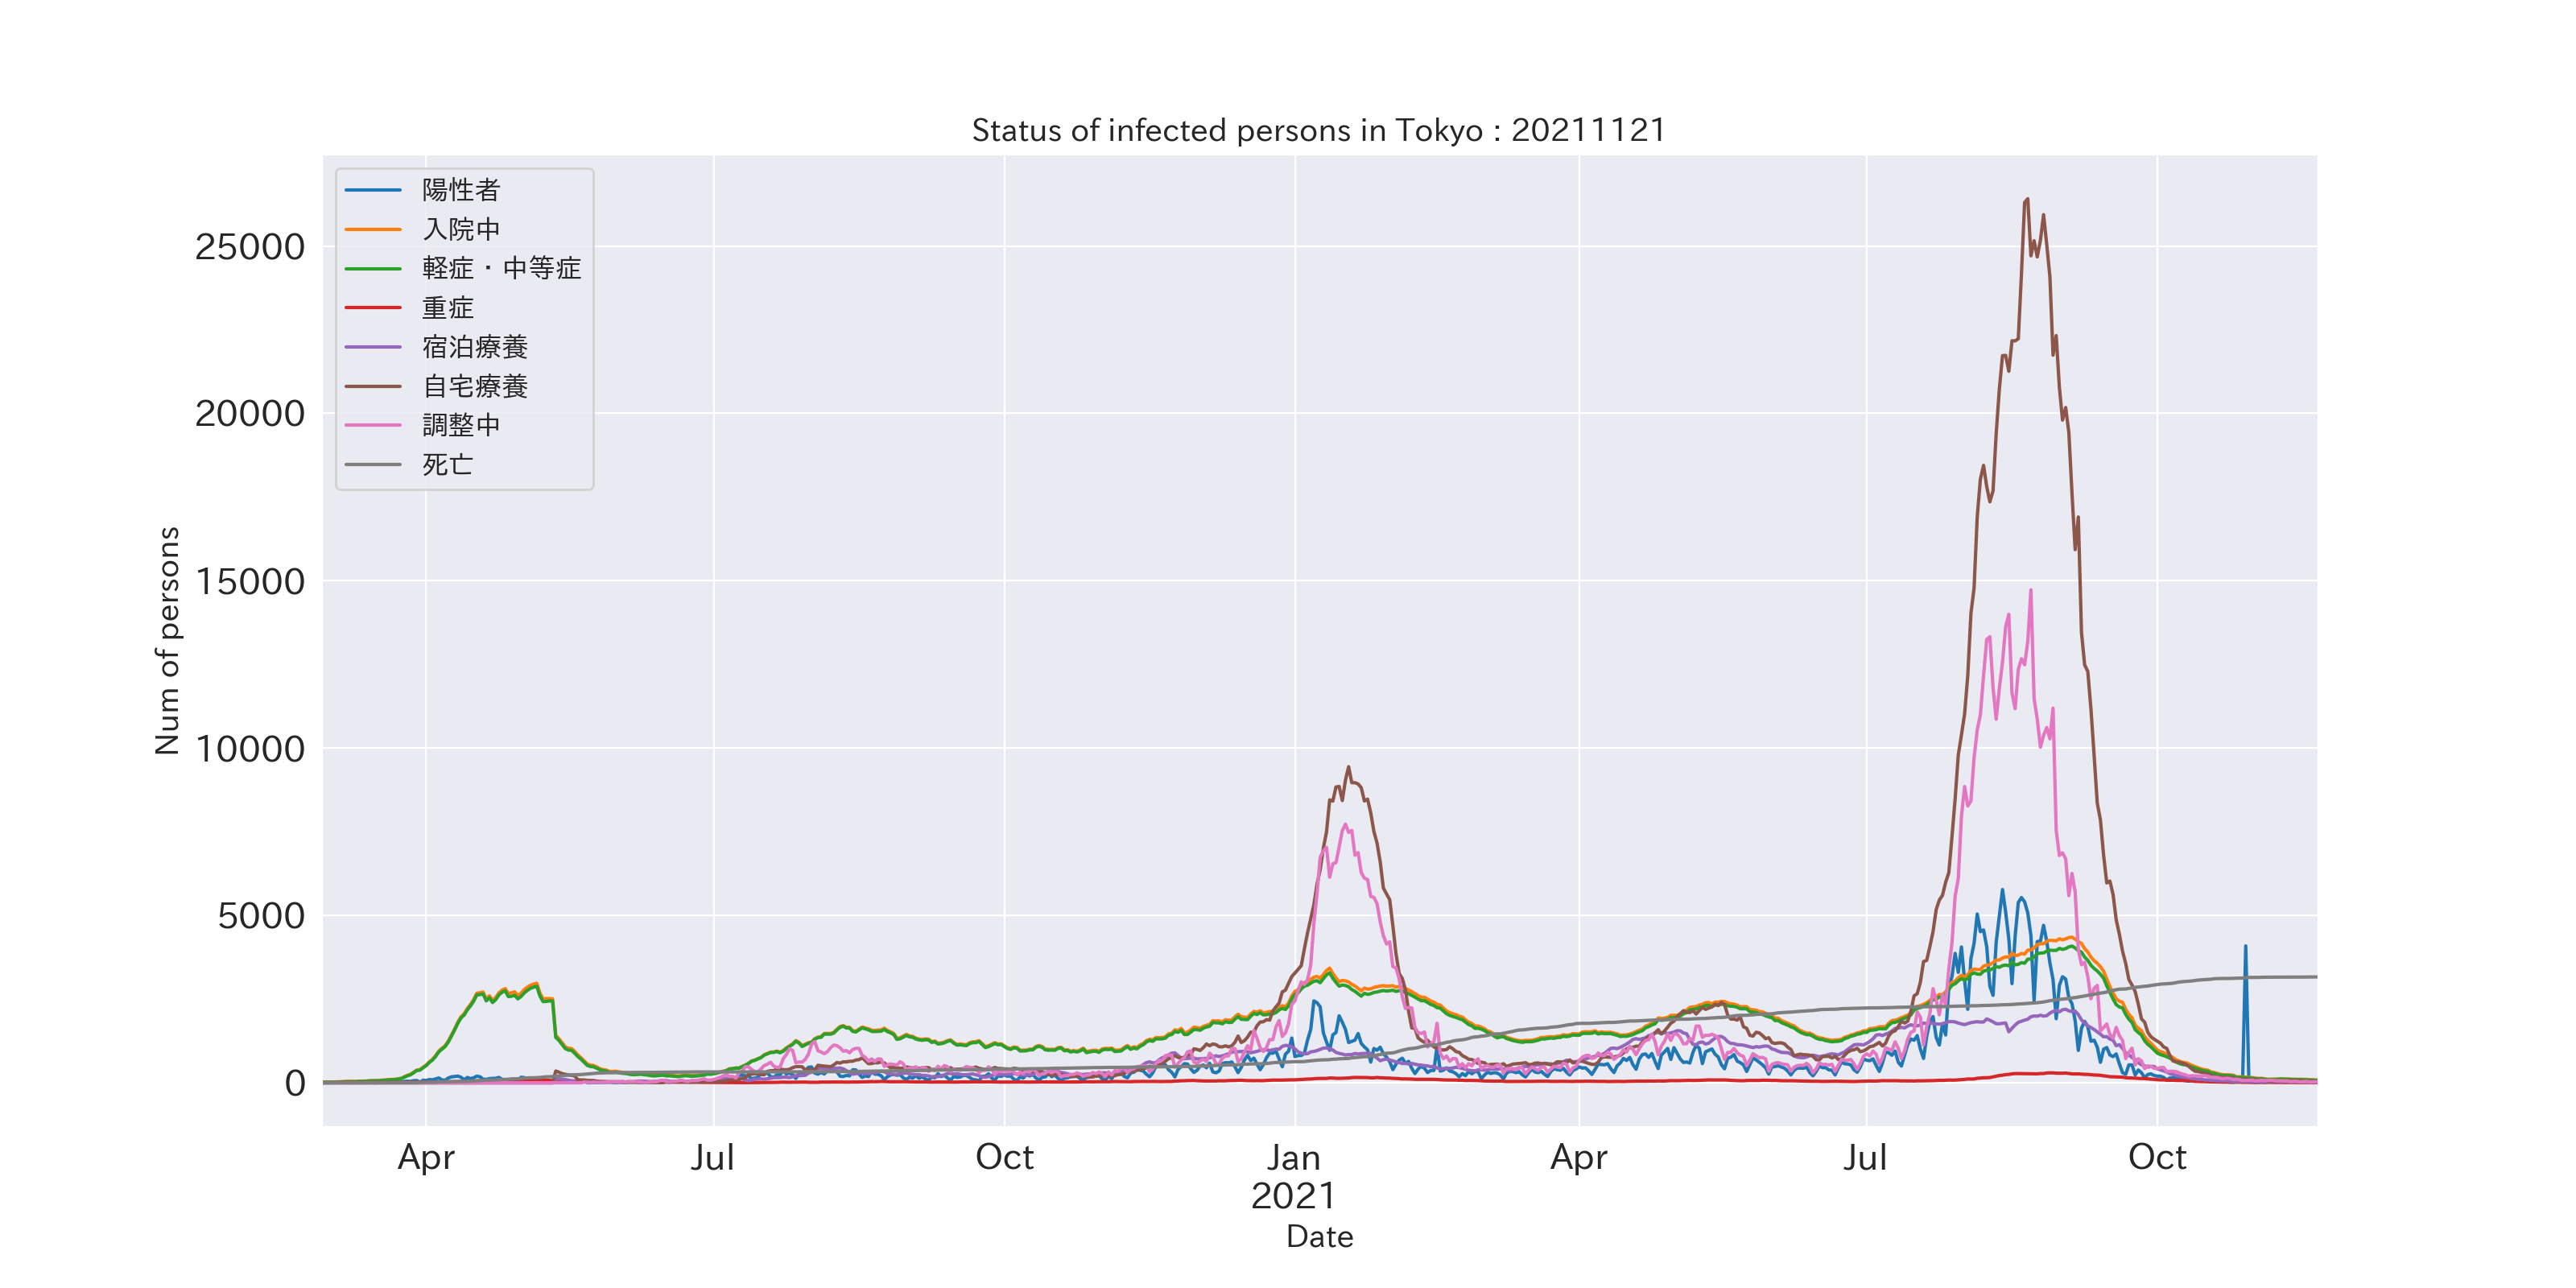 Status of infected persons in Tokyo : 20211121
陽性者
入院中
軽症・中等症
重症
宿泊療養
自宅療養
調整中
死亡
Num of persons
25000
20000
15000
10000
5000
0
Apr Jul Oct Jan Apr Jul Oct
2021
Date